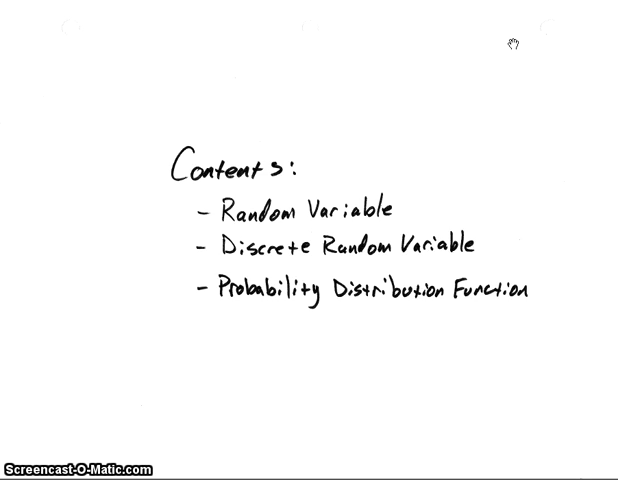 Contents:
- Random Variable
- Discrete Random Variable
- Probability Distribution Function
Screencast-O-Matic.com